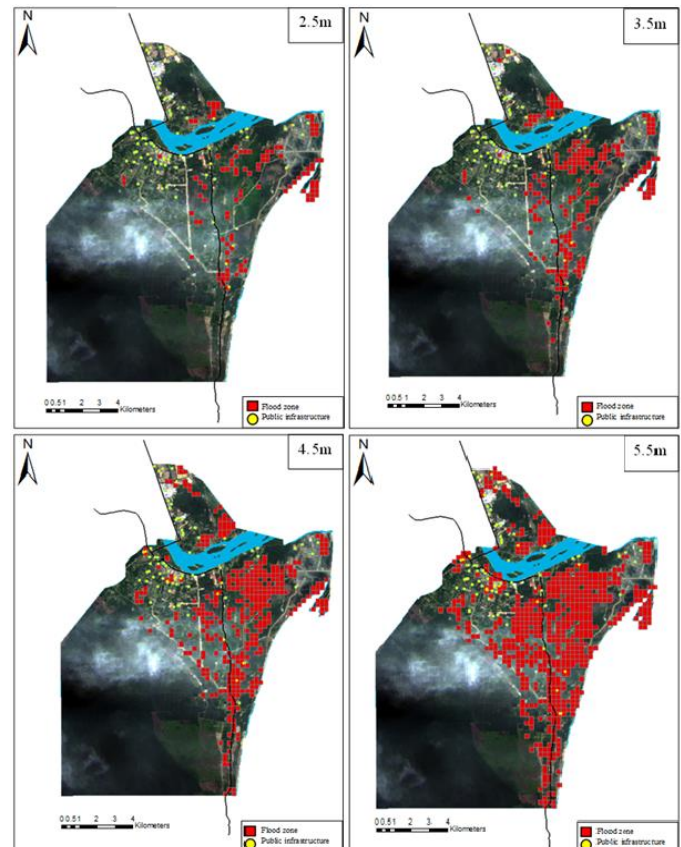 N
2.5m
0 0.5 1 2 3 4
Kilometers
Flood zone
Public infrastructure
N
3.5m
0 0.5 1 2 3 4
Kilometers
Flood zone
Public infrastructure
N
4.5m
0 0.5 1 2 3 4
Kilometers
Flood zone
Public infrastructure
N
5.5m
0 0.5 1 2 3 4
Kilometers
Flood zone
Public infrastructure